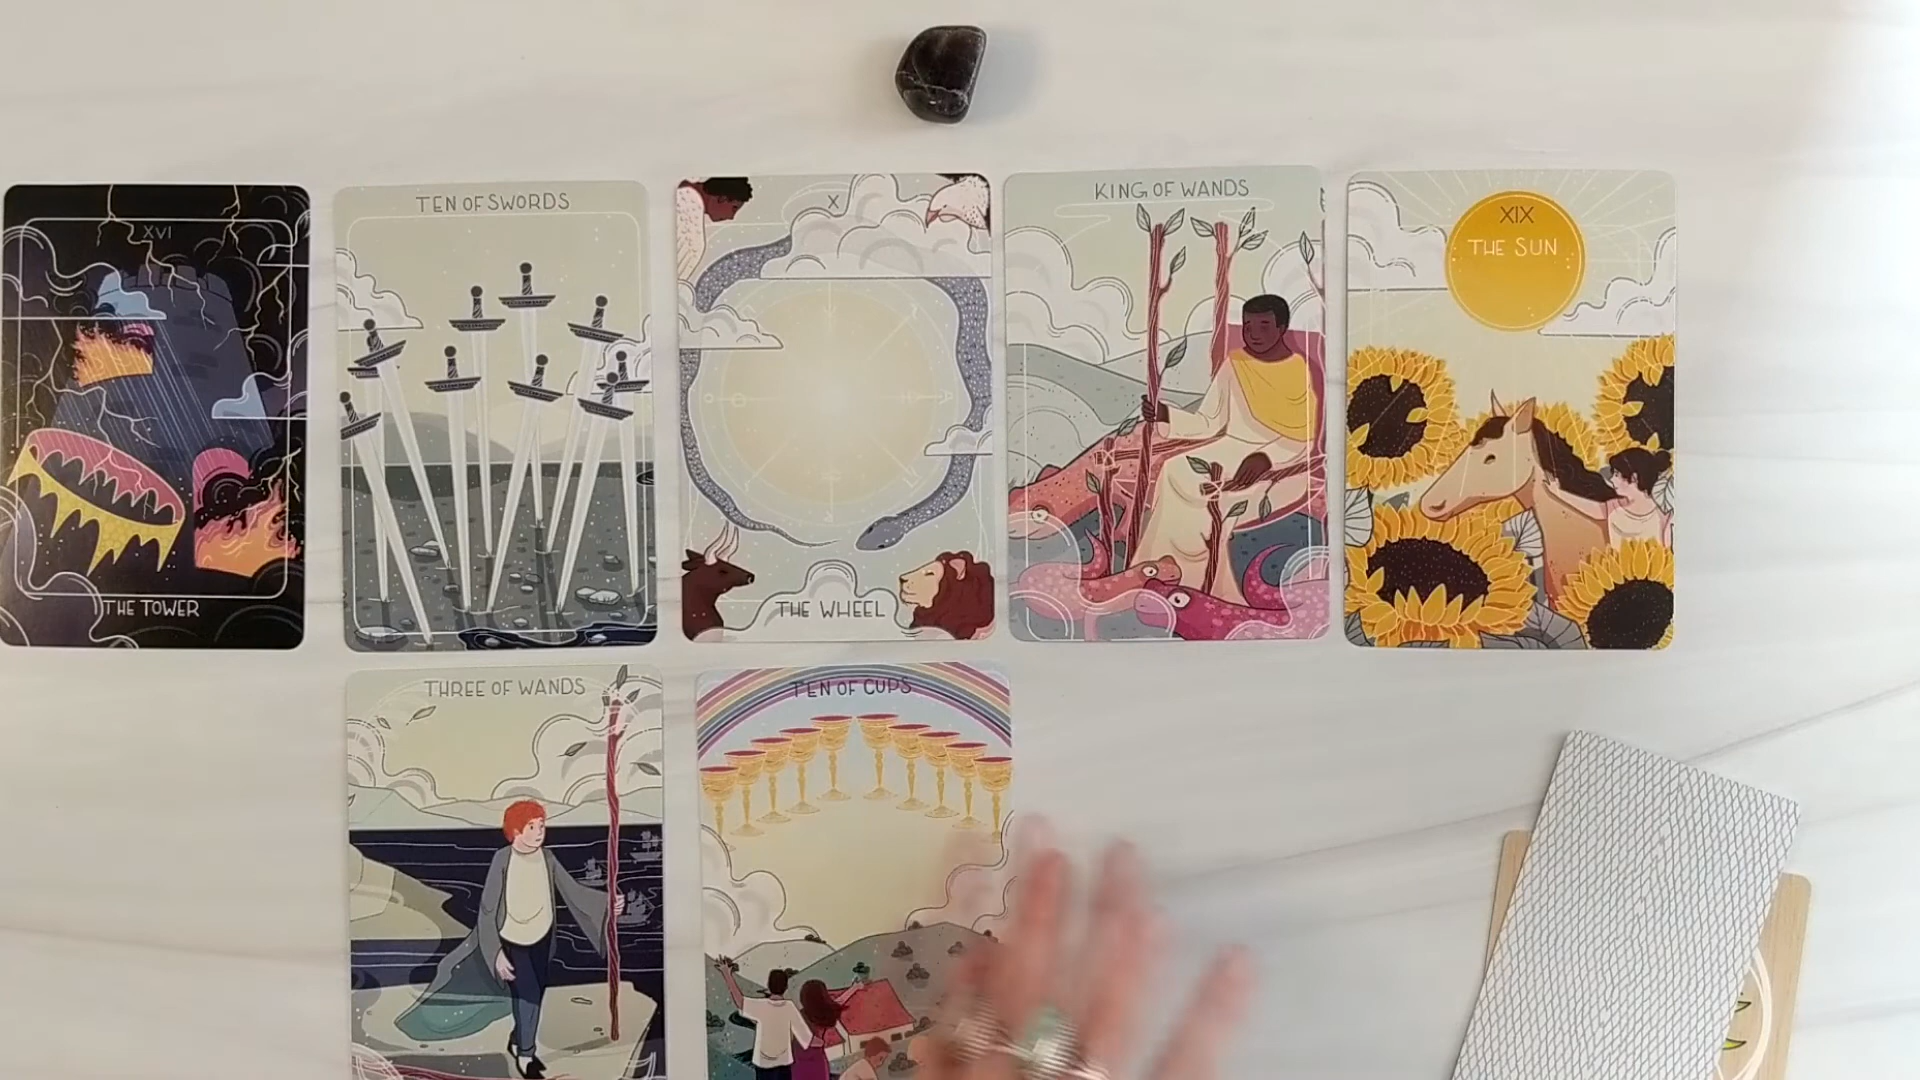 XVI
THE TOWER
TEN OF SWORDS
X
THE WHEEL
KING OF WANDS
XIX
THE SUN
THREE OF WANDS
TEN OF CUPS